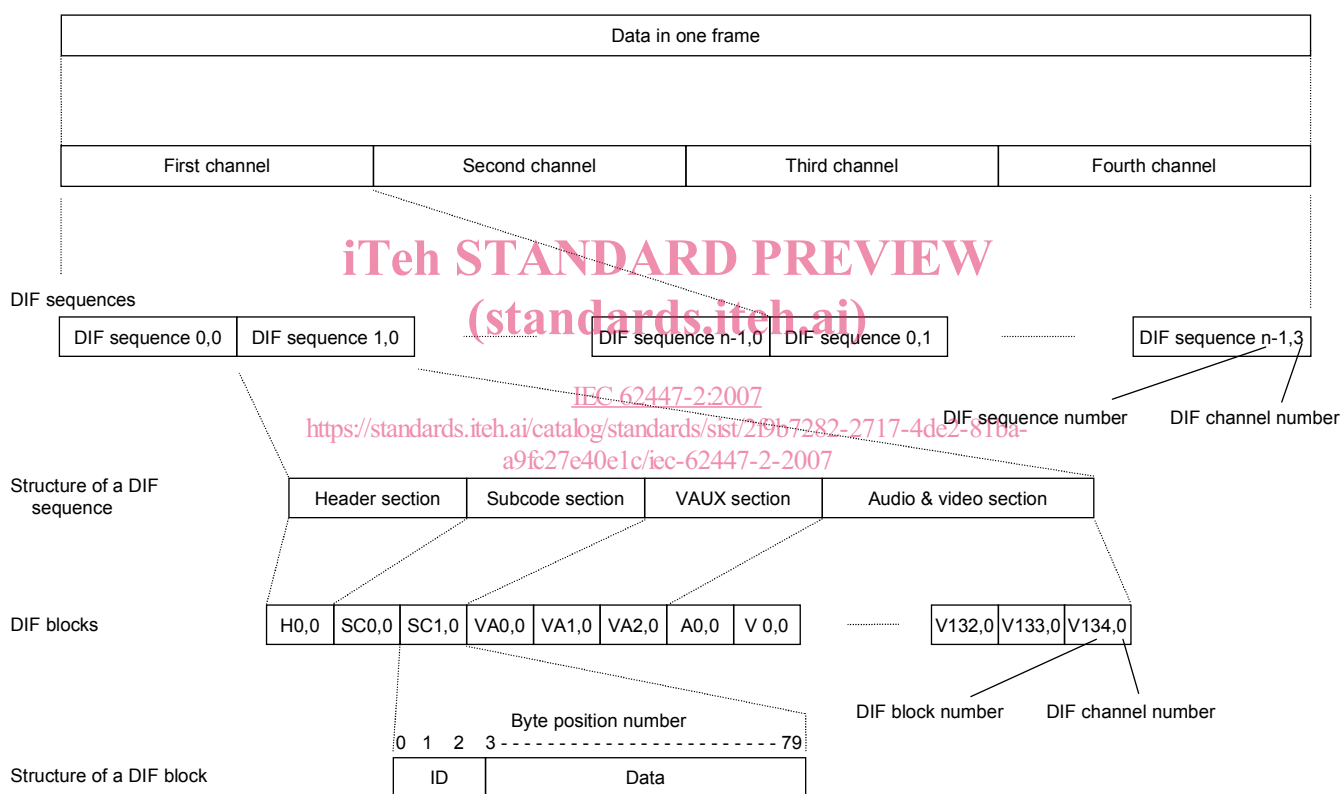 Data in one frame
First channel Second channel Third channel Fourth channel
iTeh STANDARD PREVIEW
(standards.iteh.ai)
DIF sequences
DIF sequence 0,0 DIF sequence 1,0 DIF sequence n-1,0 DIF sequence 0,1 DIF sequence n-1,3
IEC 62447-2:2007
DIF sequence number DIF channel number
https://standards.iteh.ai/catalog/standards/sist/2f9b7282-2717-4de2-81ba-
a9fc27e40e1c/iec-62447-2-2007
Structure of a DIF
sequence
Header section Subcode section VAUX section Audio & video section
DIF blocks
H0,0 SC0,0 SC1,0 VA0,0 VA1,0 VA2,0 A0,0 V 0,0 V132,0 V133,0 V134,0
DIF block number DIF channel number
Byte position number
0 1 2 3 - - - - - - - - - - - - - - - - - - - - - - - - - - 79
Structure of a DIF block
ID Data